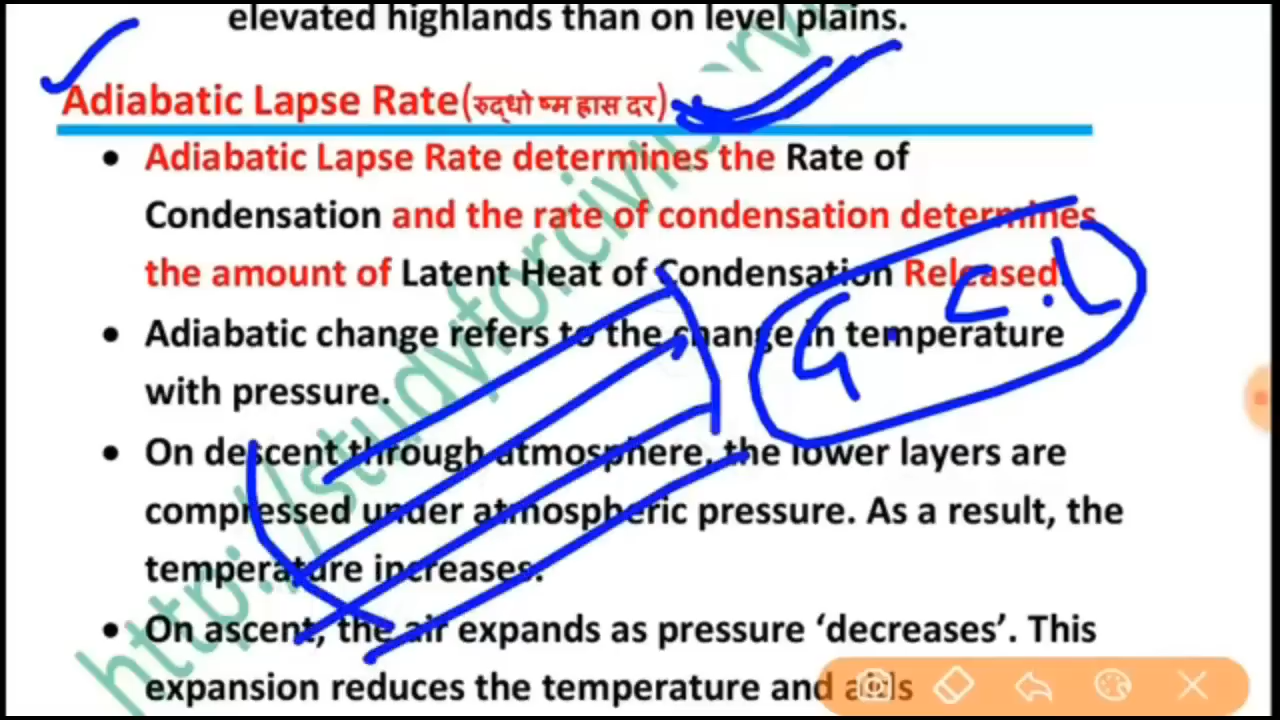 elevated highlands than on level plains.
Adiabatic Lapse Rate(रुद्धो ष्म ह्रास दर)
• Adiabatic Lapse Rate determines the Rate of
Condensation and the rate of condensation determines
the amount of Latent Heat of Condensation Released.
• Adiabatic change refers to the change in temperature
with pressure.
• On descent through atmosphere, the lower layers are
compressed under atmospheric pressure. As a result, the
temperature increases.
• On ascent, the air expands as pressure ‘decreases’. This
expansion reduces the temperature and aids
G.C.L
http://studyforcivilserv